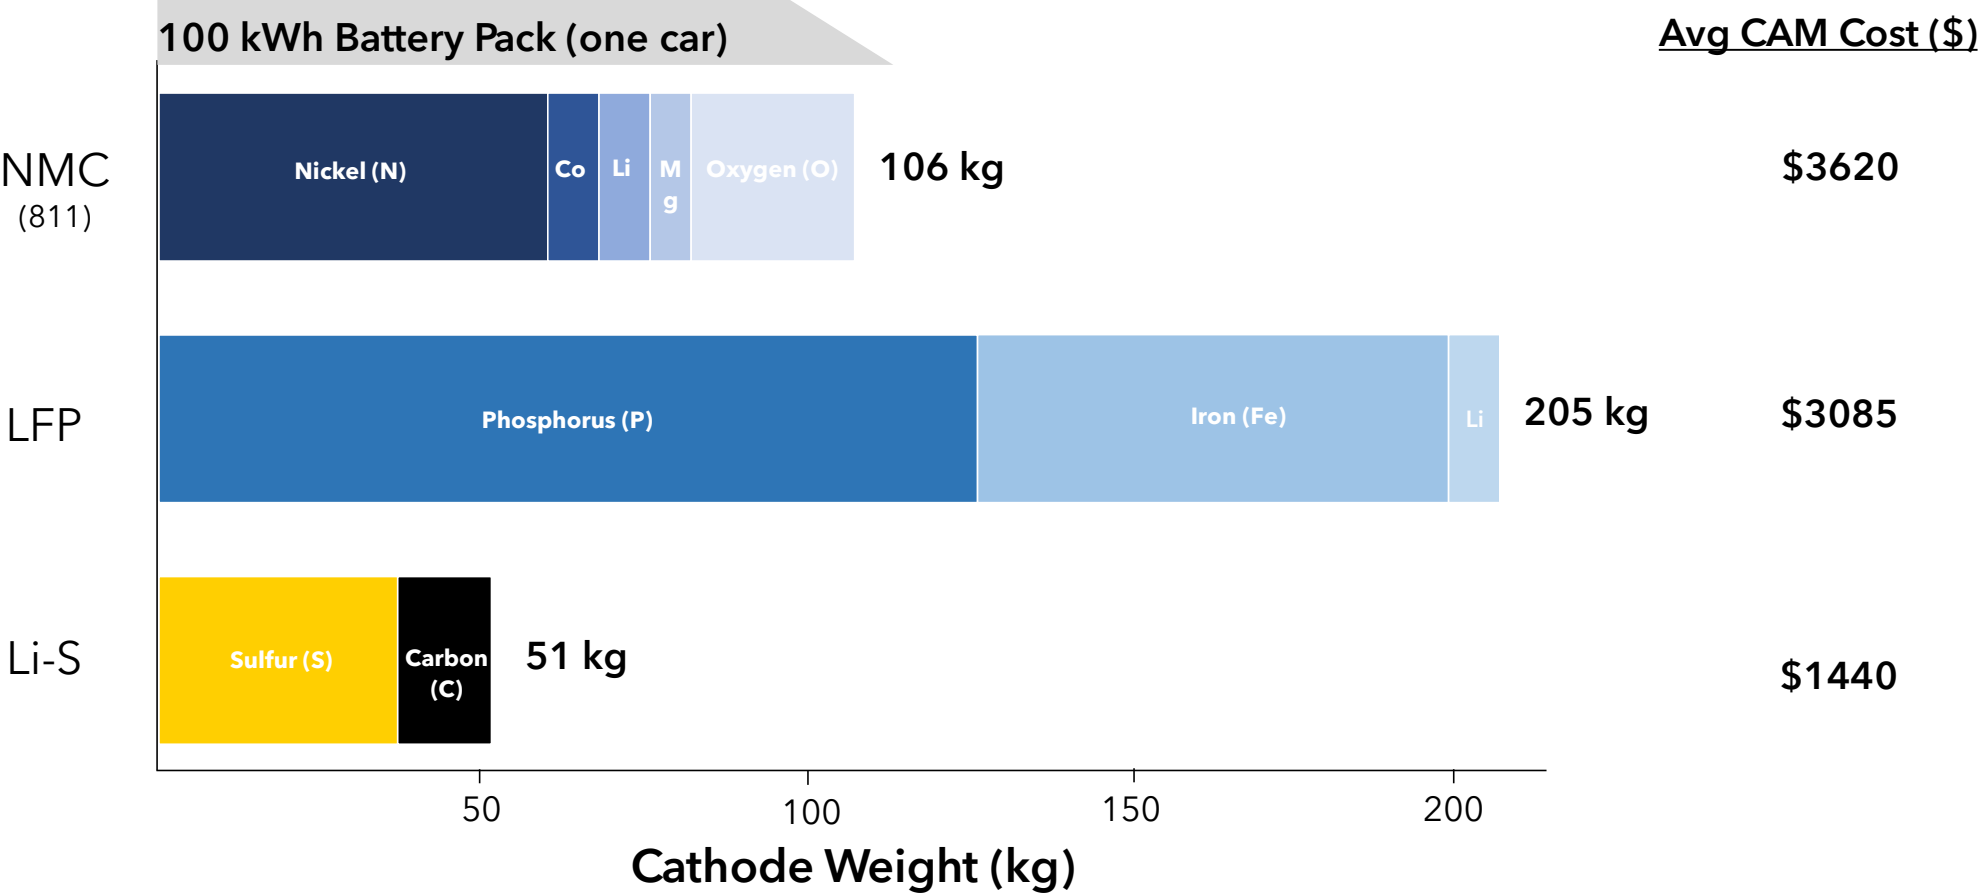 100 kWh Battery Pack (one car)
Avg CAM Cost ($)
NMC
(811)
Nickel (N)
Co
Li
M
g
Oxygen (O)
106 kg
$3620
LFP
Phosphorus (P)
Iron (Fe)
Li
205 kg
$3085
Li-S
Sulfur (S)
Carbon
(C)
51 kg
$1440
50
100
150
200
Cathode Weight (kg)